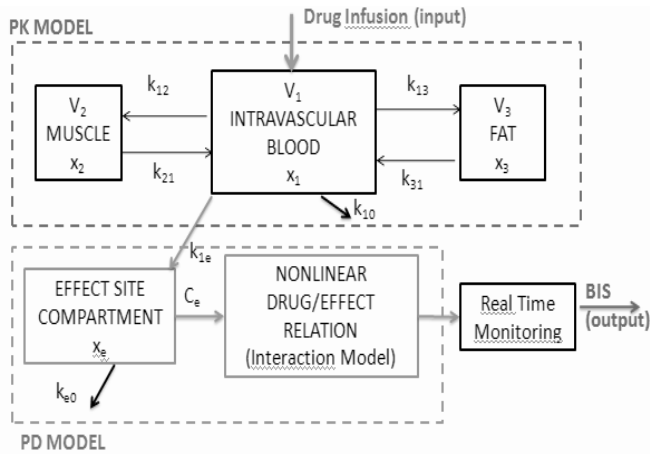 Drug Infusion (input)
PK MODEL
k12
k13
V2
MUSCLE
x2
V1
INTRAVASCULAR
BLOOD
x1
V3
FAT
x3
k21
k31
k10
k1e
EFFECT SITE
COMPARTMENT
xe
Ce
NONLINEAR
DRUG/EFFECT
RELATION
(Interaction Model)
Real Time
Monitoring
BIS
(output)
ke0
PD MODEL